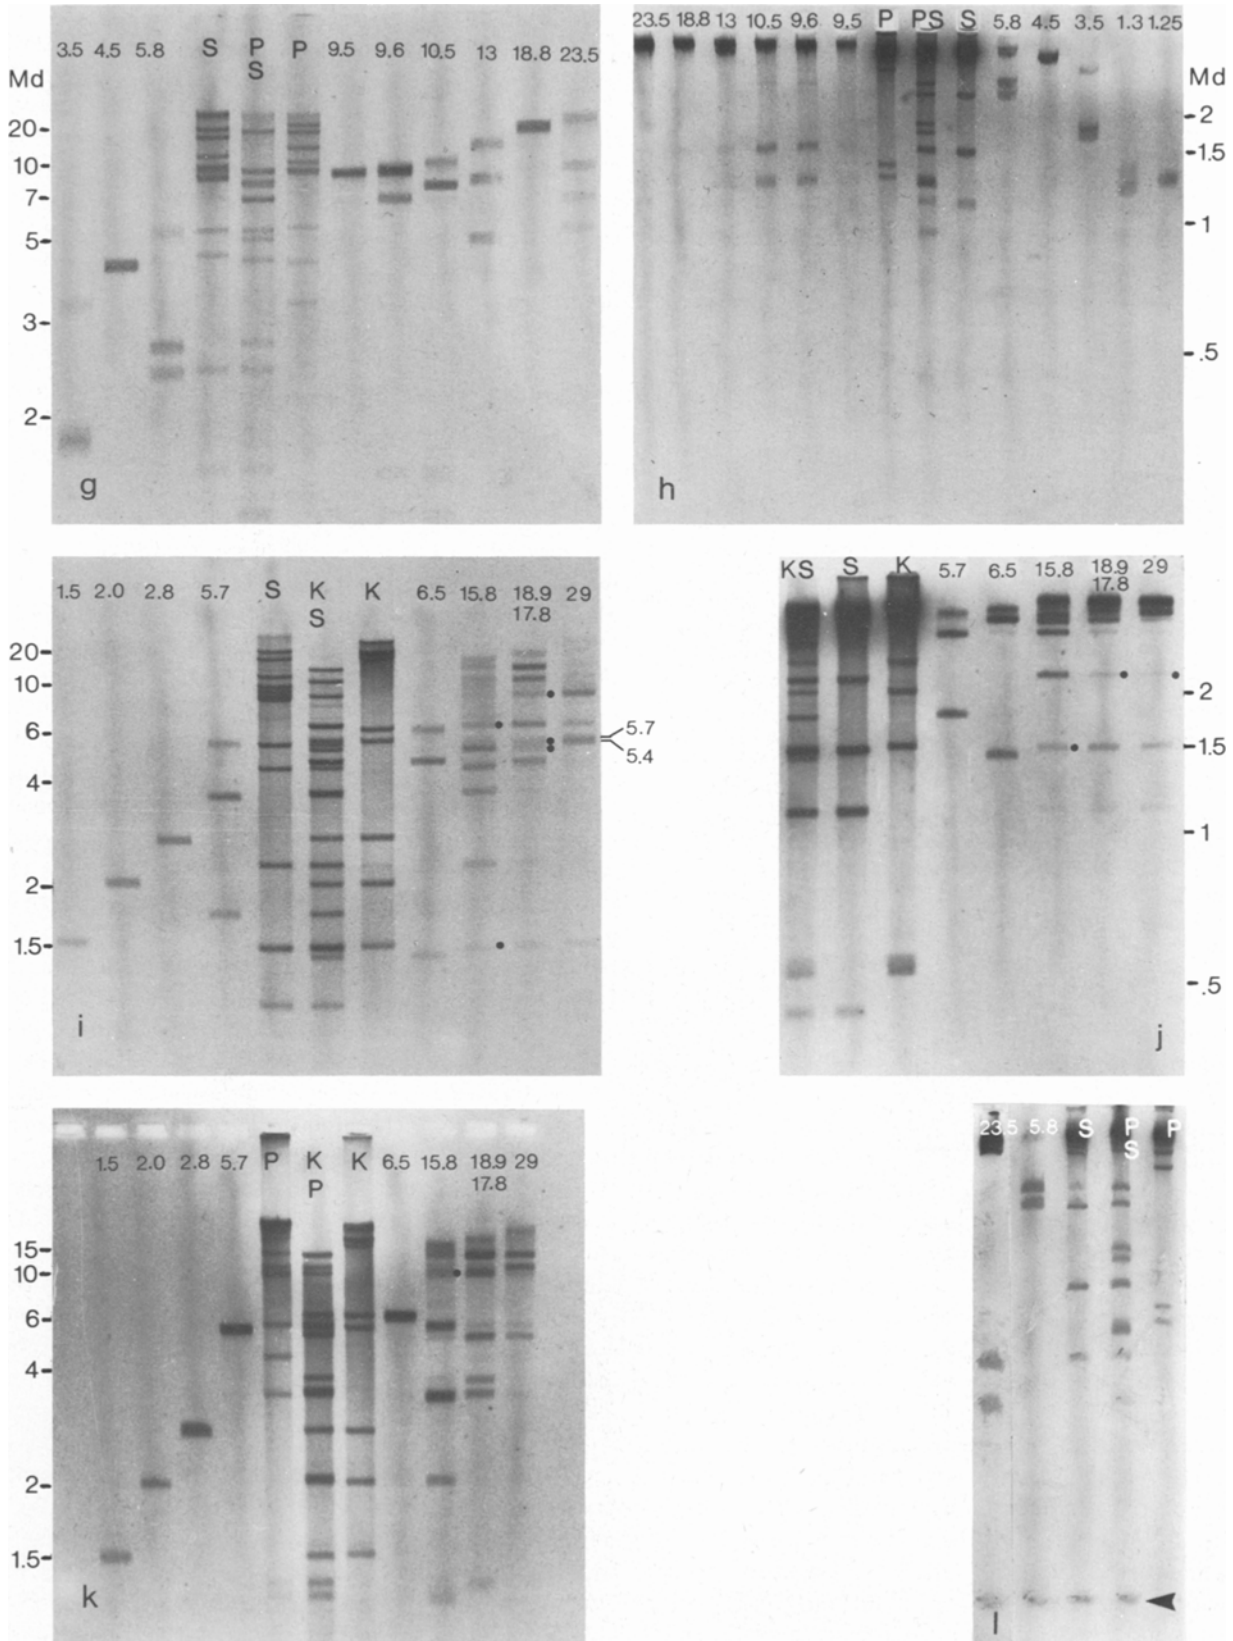 3.5 4.5 5.8 S P S P 9.5 9.6 10.5 13 18.8 23.5
Md
20
10
7
5
3
2
g
23.5 18.8 13 10.5 9.6 9.5 P PS S 5.8 4.5 3.5 1.3 1.25
Md
2
1.5
1
.5
h
1.5 2.0 2.8 5.7 S K S K 6.5 15.8 18.9 17.8 29
20
10
6
4
2
1.5
5.7
5.4
i
KS S K 5.7 6.5 15.8 18.9 17.8 29
2
1.5
1
.5
j
1.5 2.0 2.8 5.7 P K P K 6.5 15.8 18.9 17.8 29
15
10
6
4
2
1.5
k
23.5 5.8 S P S P
l